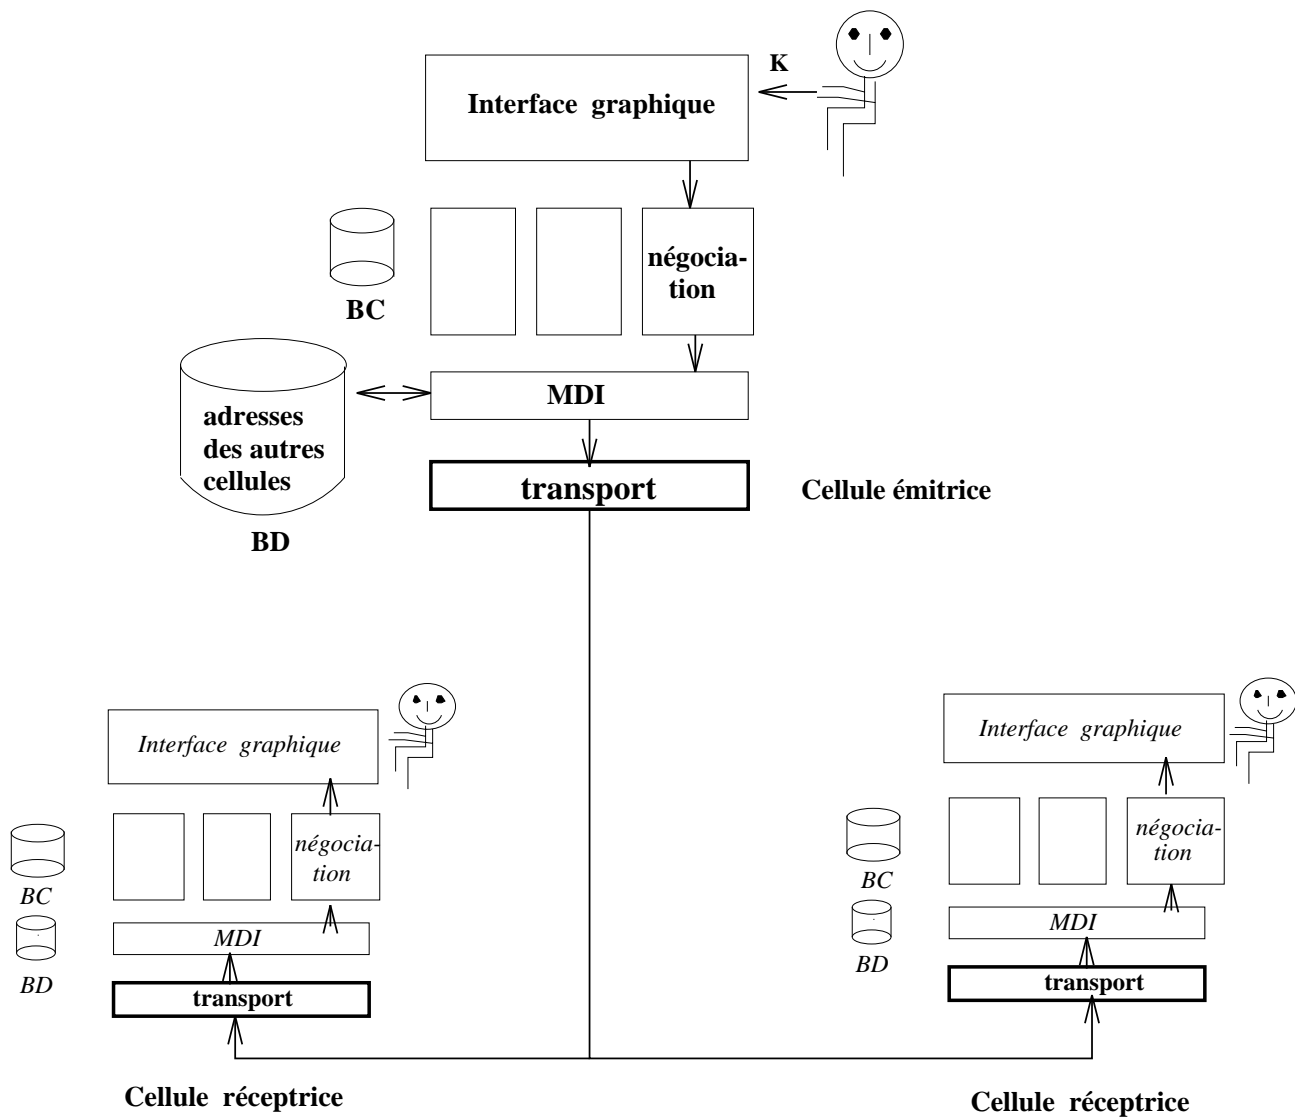 K
Interface graphique
négocia-
tion
BC
MDI
adresses
des autres
cellules
BD
transport
Cellule émitrice
Interface graphique
négocia-
tion
BC
MDI
BD
transport
Cellule réceptrice
Interface graphique
négocia-
tion
BC
MDI
BD
transport
Cellule réceptrice